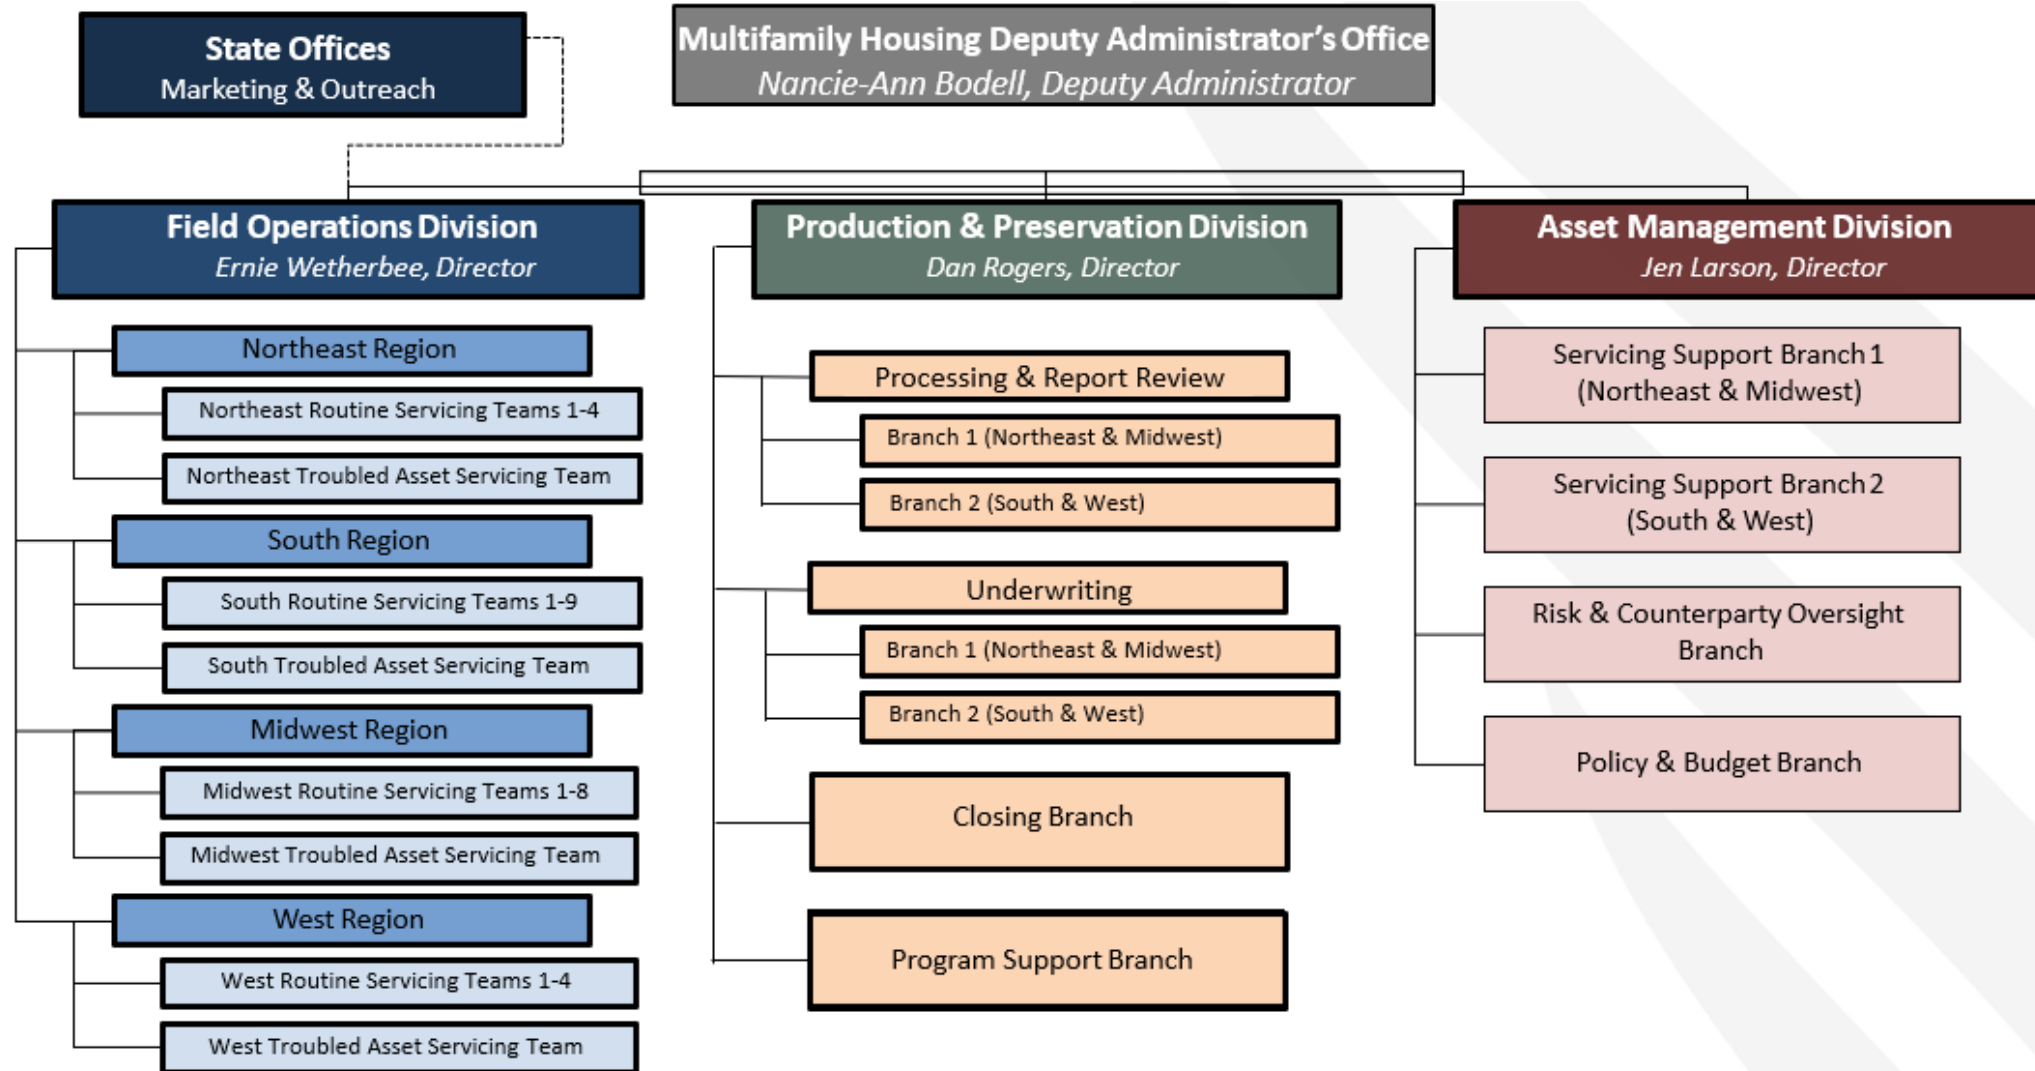 State Offices
Marketing & Outreach
Multifamily Housing Deputy Administrator's Office
Nancie-Ann Bodell, Deputy Administrator
Field Operations Division
Ernie Wetherbee, Director
Northeast Region
Northeast Routine Servicing Teams 1-4
Northeast Troubled Asset Servicing Team
South Region
South Routine Servicing Teams 1-9
South Troubled Asset Servicing Team
Midwest Region
Midwest Routine Servicing Teams 1-8
Midwest Troubled Asset Servicing Team
West Region
West Routine Servicing Teams 1-4
West Troubled Asset Servicing Team
Production & Preservation Division
Dan Rogers, Director
Processing & Report Review
Branch 1 (Northeast & Midwest)
Branch 2 (South & West)
Underwriting
Branch 1 (Northeast & Midwest)
Branch 2 (South & West)
Closing Branch
Program Support Branch
Asset Management Division
Jen Larson, Director
Servicing Support Branch 1
(Northeast & Midwest)
Servicing Support Branch 2
(South & West)
Risk & Counterparty Oversight
Branch
Policy & Budget Branch